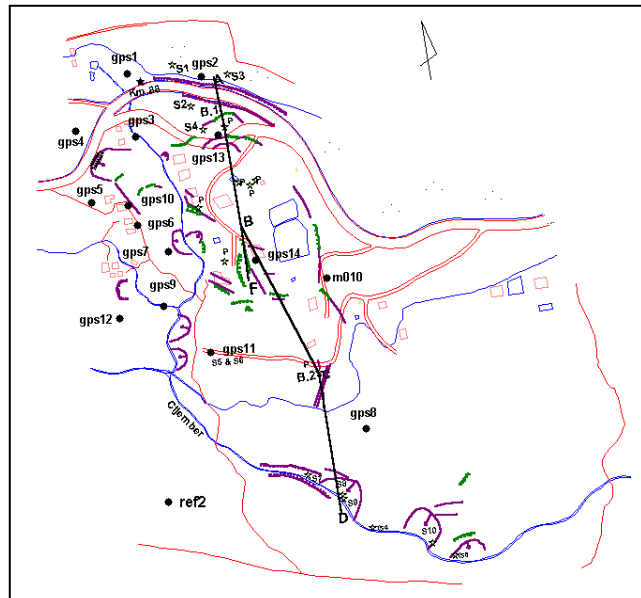 gps1
S1
gps2
S3
Km.aa
S2
B.1
P
gps4
gps3
S4
gps13
P
P
P
gps5
gps10
P
gps6
B
gps7
P
gps14
F
m010
gps9
gps12
gps11
S5 & S6
P
B.2
gps8
Cijember
S7
S8
S9
ref2
D
S10